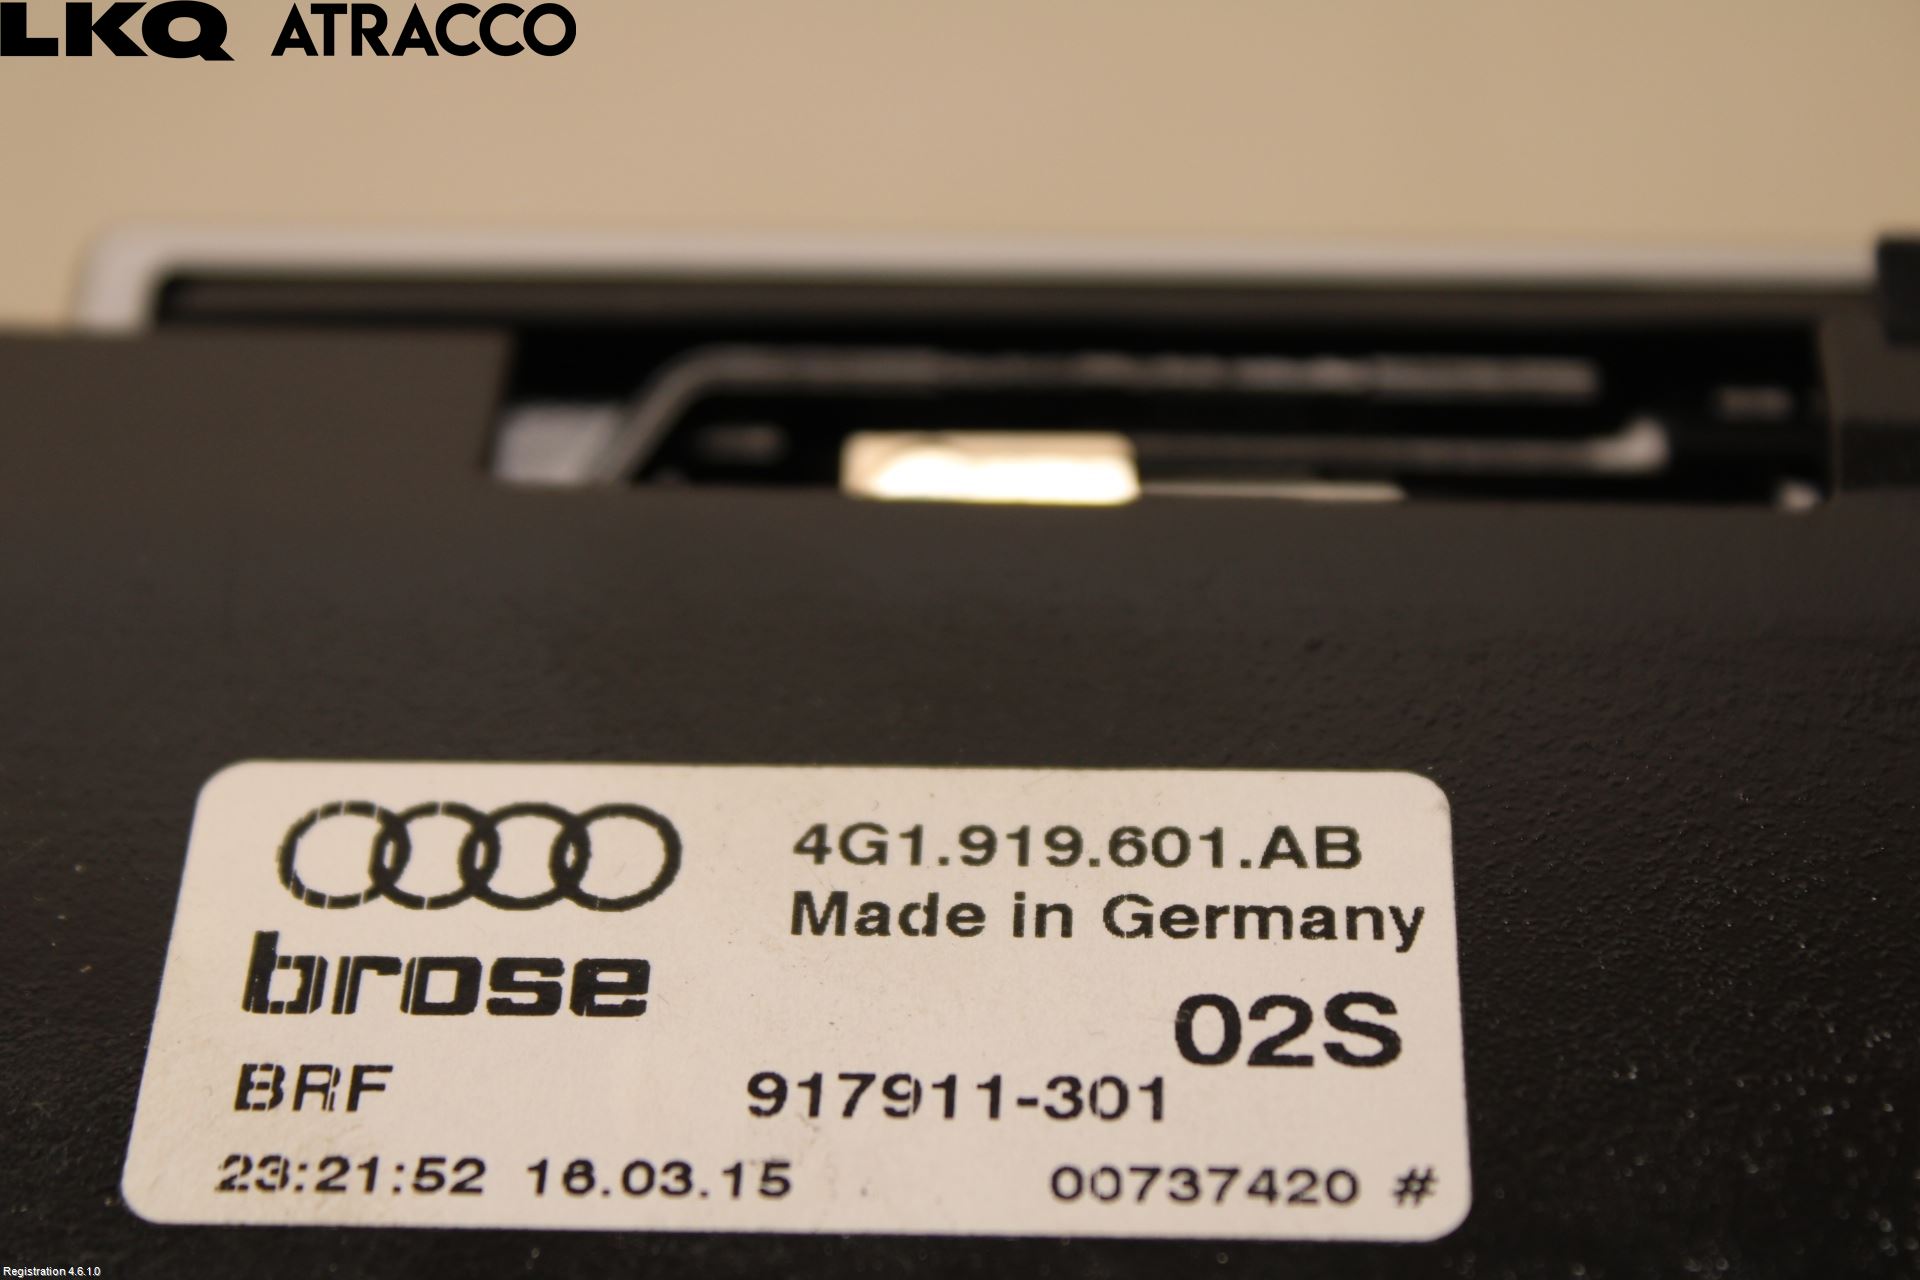 LKQ ATRACCO
4G1.919.601.AB
Made in Germany
brose
02S
BRF
917911-301
23:21:52 16.03.15
00737420 #
Registration 4.6.1.0